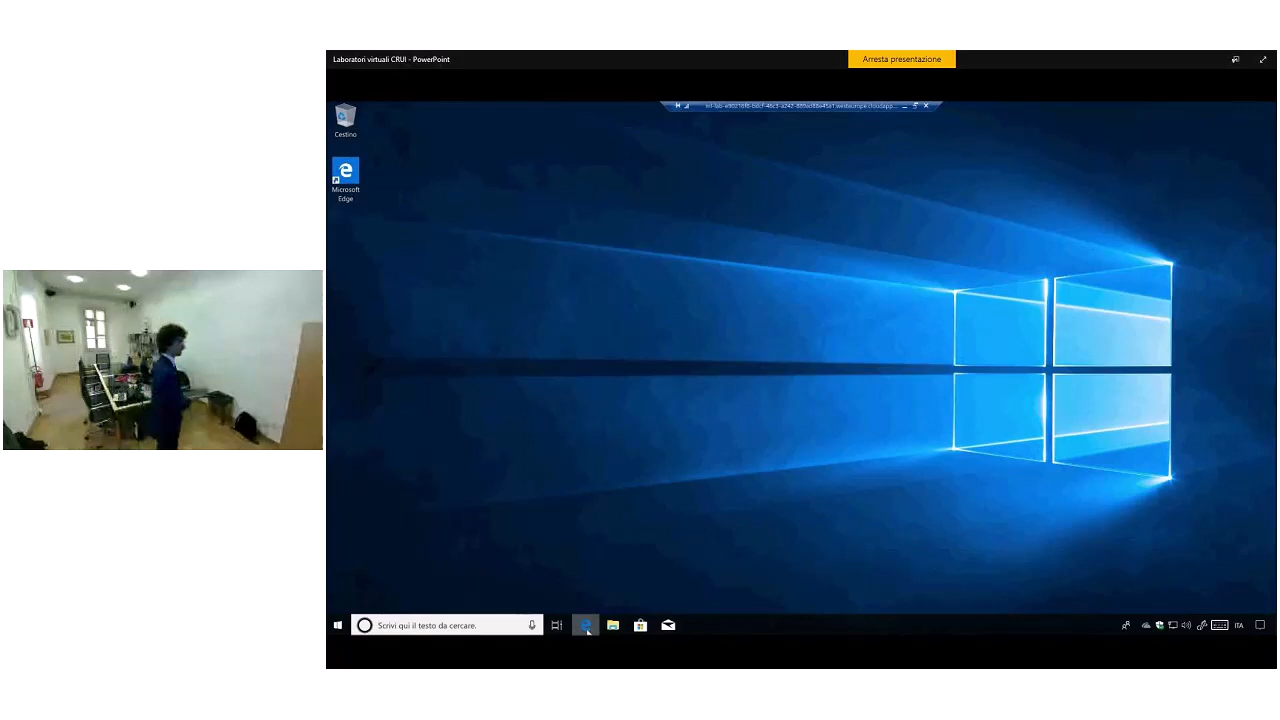 Laboratori virtuali CRUI - PowerPoint
Arresta presentazione
Cestino
Microsoft
Edge
Scrivi qui il testo da cercare.
ITA